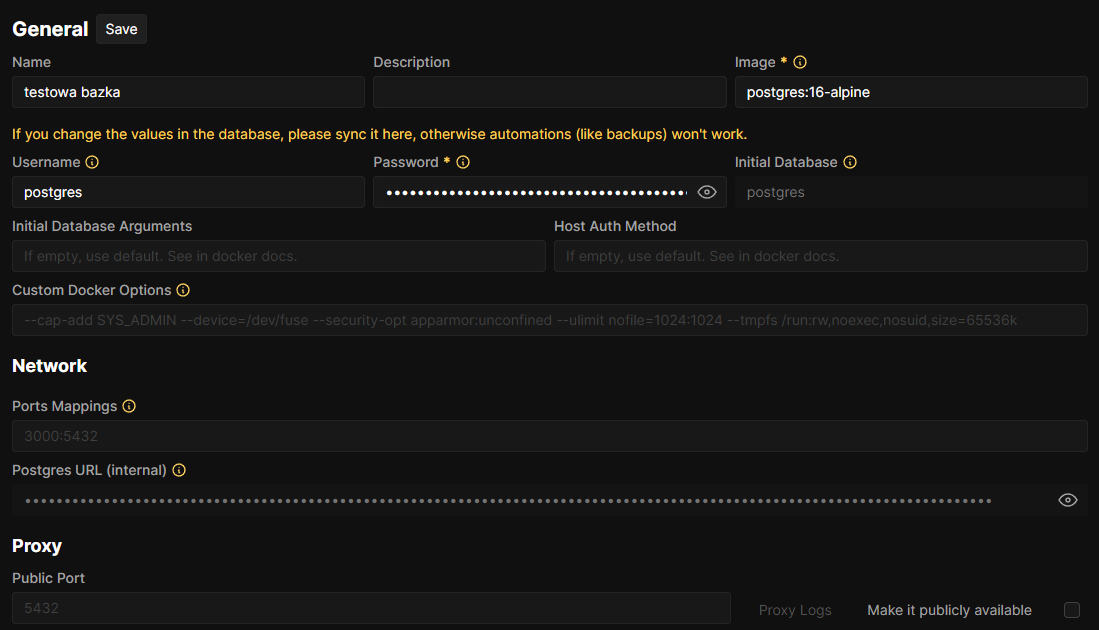 General Save
Name Description Image *
testowa bazka postgres:16-alpine
If you change the values in the database, please sync it here, otherwise automations (like backups) won't work.
Username Password * Initial Database
postgres postgres
Initial Database Arguments Host Auth Method
If empty, use default. See in docker docs. If empty, use default. See in docker docs.
Custom Docker Options
--cap-add SYS_ADMIN --device=/dev/fuse --security-opt apparmor:unconfined --ulimit nofile=1024:1024 --tmpfs /run:rw,noexec,nosuid,size=65536k
Network
Ports Mappings
3000:5432
Postgres URL (internal)
Proxy
Public Port
5432 Proxy Logs Make it publicly available